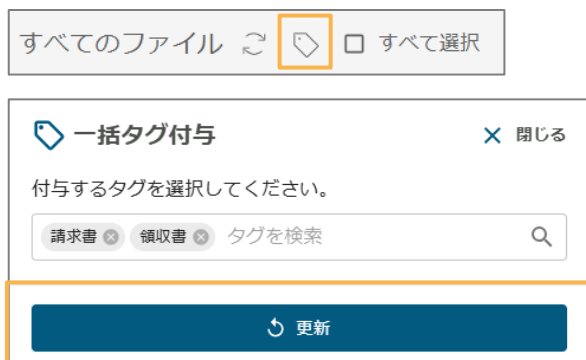 すべてのファイル すべて選択
一括タグ付与 閉じる
付与するタグを選択してください。
請求書 領収書 タグを検索
更新